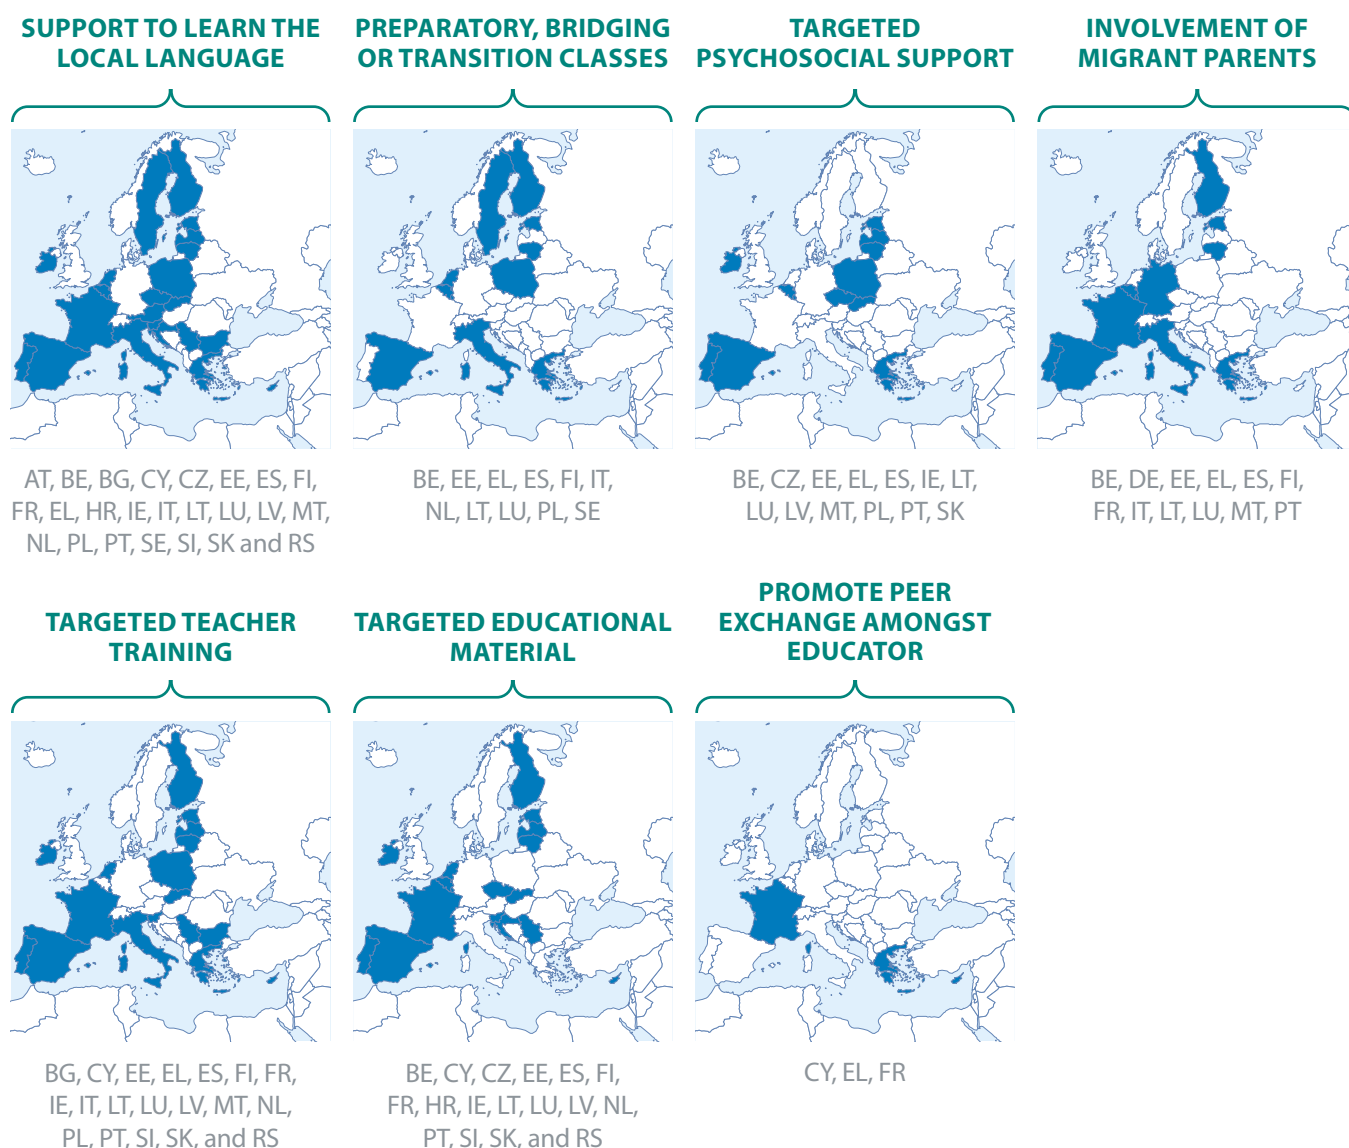 SUPPORT TO LEARN THE
LOCAL LANGUAGE
PREPARATORY, BRIDGING
OR TRANSITION CLASSES
TARGETED
PSYCHOSOCIAL SUPPORT
INVOLVEMENT OF
MIGRANT PARENTS
AT, BE, BG, CY, CZ, EE, ES, FI,
FR, EL, HR, IE, IT, LT, LU, LV, MT,
NL, PL, PT, SE, SI, SK and RS
BE, EE, EL, ES, FI, IT,
NL, LT, LU, PL, SE
BE, CZ, EE, EL, ES, IE, LT,
LU, LV, MT, PL, PT, SK
BE, DE, EE, EL, ES, FI,
FR, IT, LT, LU, MT, PT
TARGETED TEACHER
TRAINING
TARGETED EDUCATIONAL
MATERIAL
PROMOTE PEER
EXCHANGE AMONGST
EDUCATOR
BG, CY, EE, EL, ES, FI, FR,
IE, IT, LT, LU, LV, MT, NL,
PL, PT, SI, SK, and RS
BE, CY, CZ, EE, ES, FI,
FR, HR, IE, LT, LU, LV, NL,
PT, SI, SK, and RS
CY, EL, FR